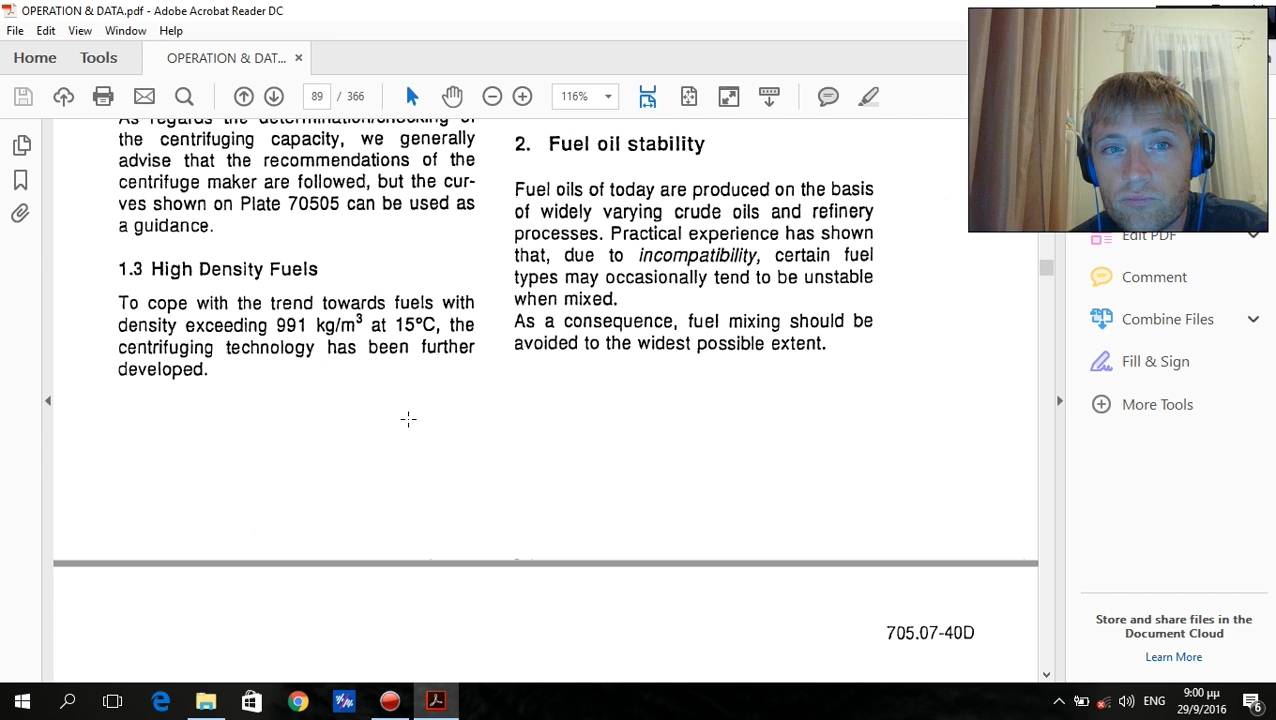 OPERATION & DATA.pdf - Adobe Acrobat Reader DC
File Edit View Window Help
Home Tools OPERATION & DAT... ×
89 / 366 116%
As regards the determination/checking of
the centrifuging capacity, we generally
advise that the recommendations of the
centrifuge maker are followed, but the cur-
ves shown on Plate 70505 can be used as
a guidance.
1.3 High Density Fuels
To cope with the trend towards fuels with
density exceeding 991 kg/m³ at 15°C, the
centrifuging technology has been further
developed.
2. Fuel oil stability
Fuel oils of today are produced on the basis
of widely varying crude oils and refinery
processes. Practical experience has shown
that, due to incompatibility, certain fuel
types may occasionally tend to be unstable
when mixed.
As a consequence, fuel mixing should be
avoided to the widest possible extent.
705.07-40D
Edit PDF
Comment
Combine Files
Fill & Sign
More Tools
Store and share files in the
Document Cloud
Learn More
ENG
9:00 μμ
29/9/2016
6